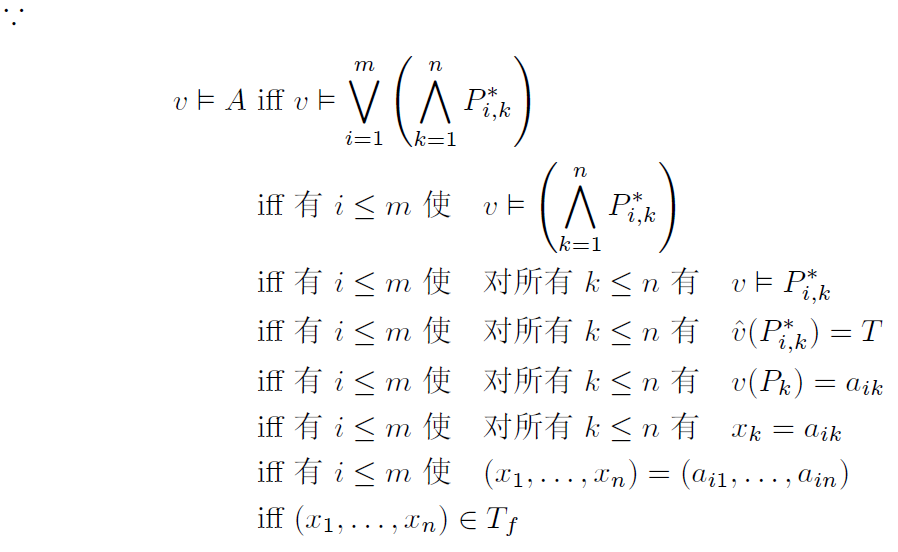 ∵
v ⊨ A iff v ⊨ ⋁_{i=1}^{m} ( ⋀_{k=1}^{n} P^*_{i,k} )
iff 有 i ≤ m 使 v ⊨ ( ⋀_{k=1}^{n} P^*_{i,k} )
iff 有 i ≤ m 使 对所有 k ≤ n 有 v ⊨ P^*_{i,k}
iff 有 i ≤ m 使 对所有 k ≤ n 有 v̂(P^*_{i,k}) = T
iff 有 i ≤ m 使 对所有 k ≤ n 有 v(P_k) = a_{ik}
iff 有 i ≤ m 使 对所有 k ≤ n 有 x_k = a_{ik}
iff 有 i ≤ m 使 (x_1, …, x_n) = (a_{i1}, …, a_{in})
iff (x_1, …, x_n) ∈ T_f